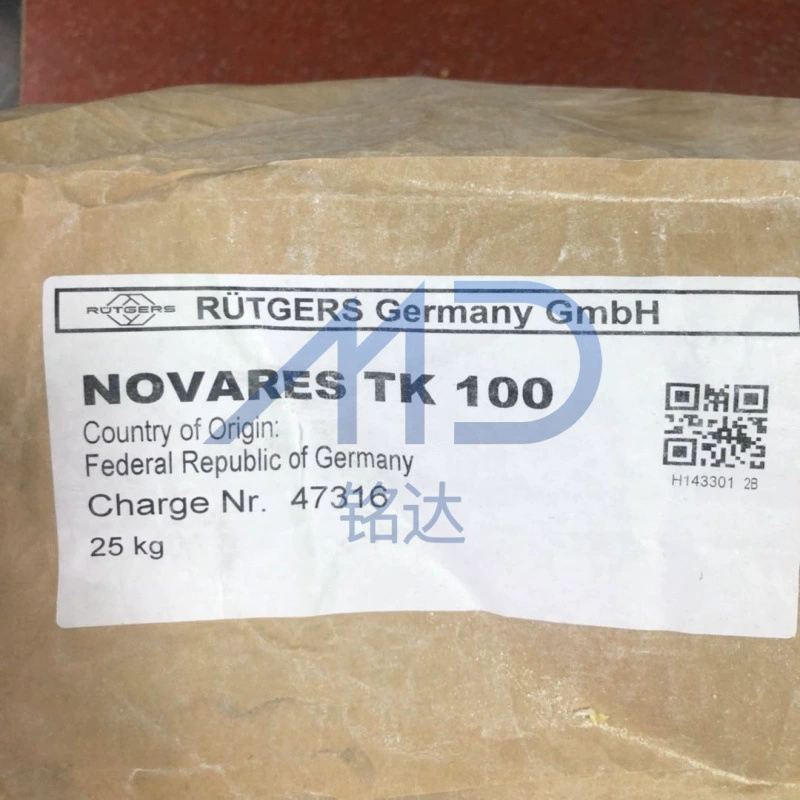 RÜTGERS RÜTGERS Germany GmbH
NOVARES TK 100
Country of Origin:
Federal Republic of Germany
Charge Nr. 47316
25 kg
H143301 2B
MD
铭达